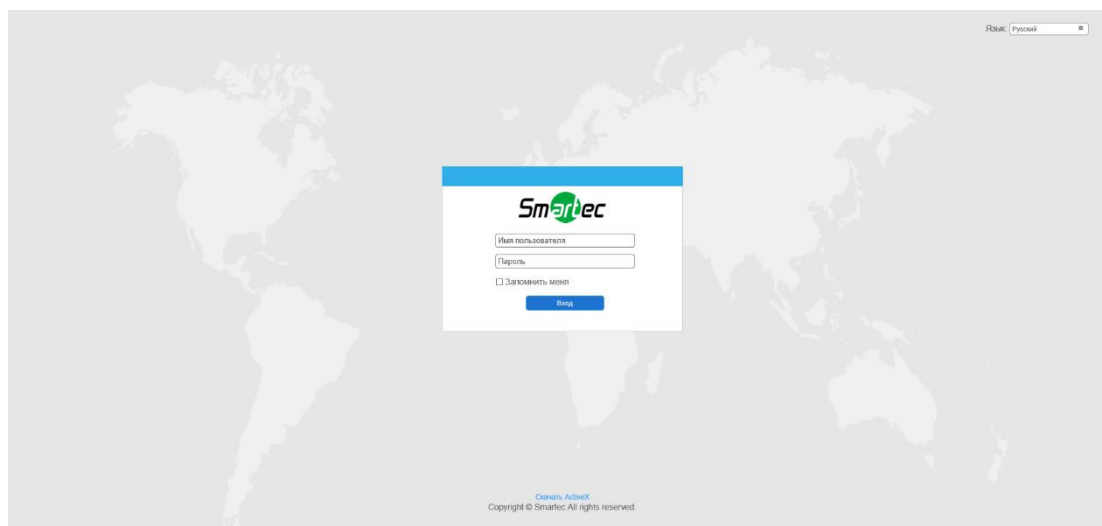 Язык: Русский
Smartec
Имя пользователя
Пароль
Запомнить меня
Вход
Скачать ActiveX
Copyright © Smartec All rights reserved.